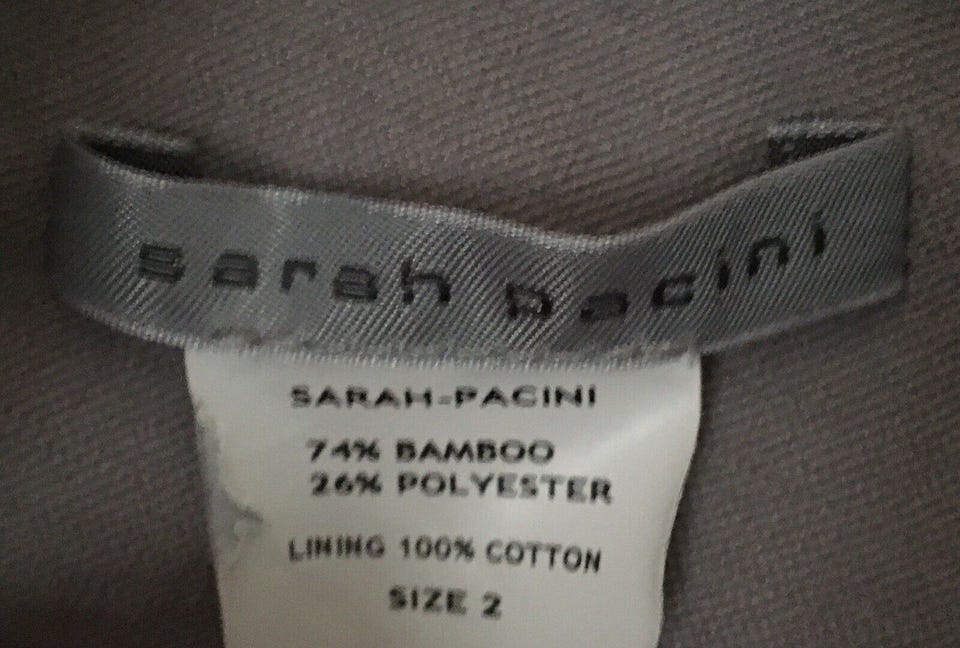 sarah pacini
SARAH-PACINI
74% BAMBOO
26% POLYESTER
LINING 100% COTTON
SIZE 2